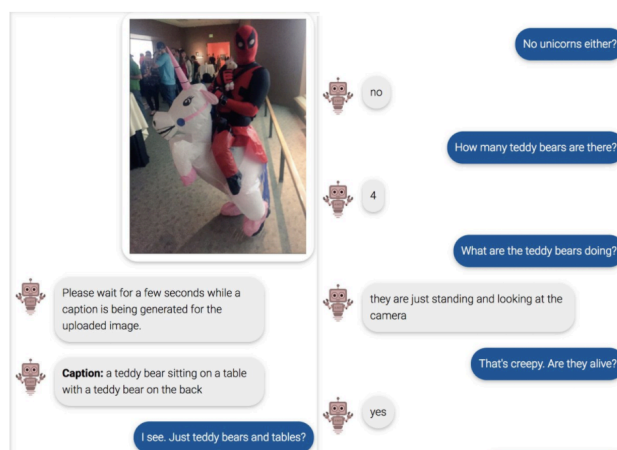 Please wait for a few seconds while a
caption is being generated for the
uploaded image.
Caption: a teddy bear sitting on a table
with a teddy bear on the back
I see. Just teddy bears and tables?
No unicorns either?
no
How many teddy bears are there?
4
What are the teddy bears doing?
they are just standing and looking at the
camera
That's creepy. Are they alive?
yes